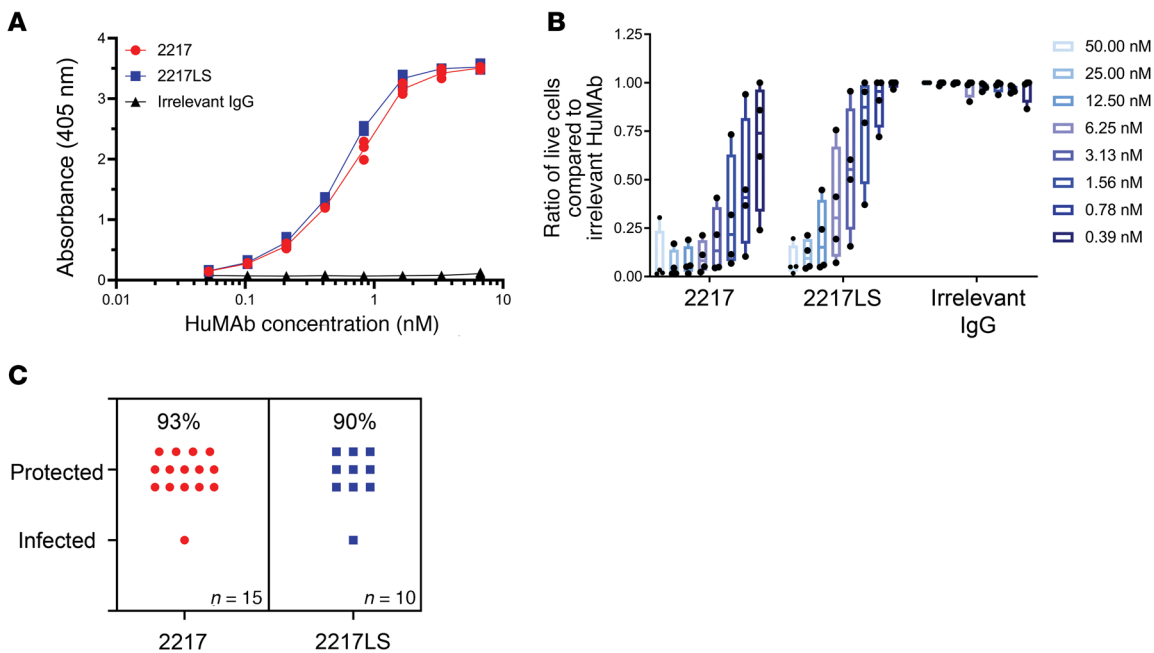 A
4
3
2
1
0
0.01
0.1
1
10
Absorbance (405 nm)
HuMAb concentration (nM)
2217
2217LS
Irrelevant IgG
B
1.25
1.00
0.75
0.50
0.25
0.00
Ratio of live cells
compared to
irrelevant HuMAb
2217
2217LS
Irrelevant
IgG
50.00 nM
25.00 nM
12.50 nM
6.25 nM
3.13 nM
1.56 nM
0.78 nM
0.39 nM
C
93%
90%
Protected
Infected
n = 15
n = 10
2217
2217LS